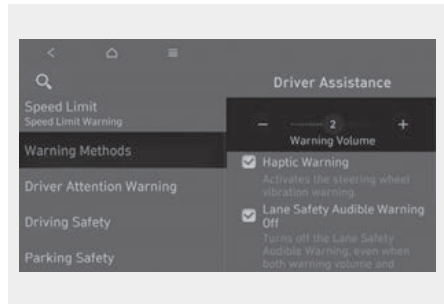 Driver Assistance
Speed Limit
Speed Limit Warning
Warning Methods
Driver Attention Warning
Driving Safety
Parking Safety
− 2 +
Warning Volume
Haptic Warning
Activates the steering wheel
vibration warning.
Lane Safety Audible Warning
Off
Turns off the Lane Safety
Audible Warning, even when
both warning volume and